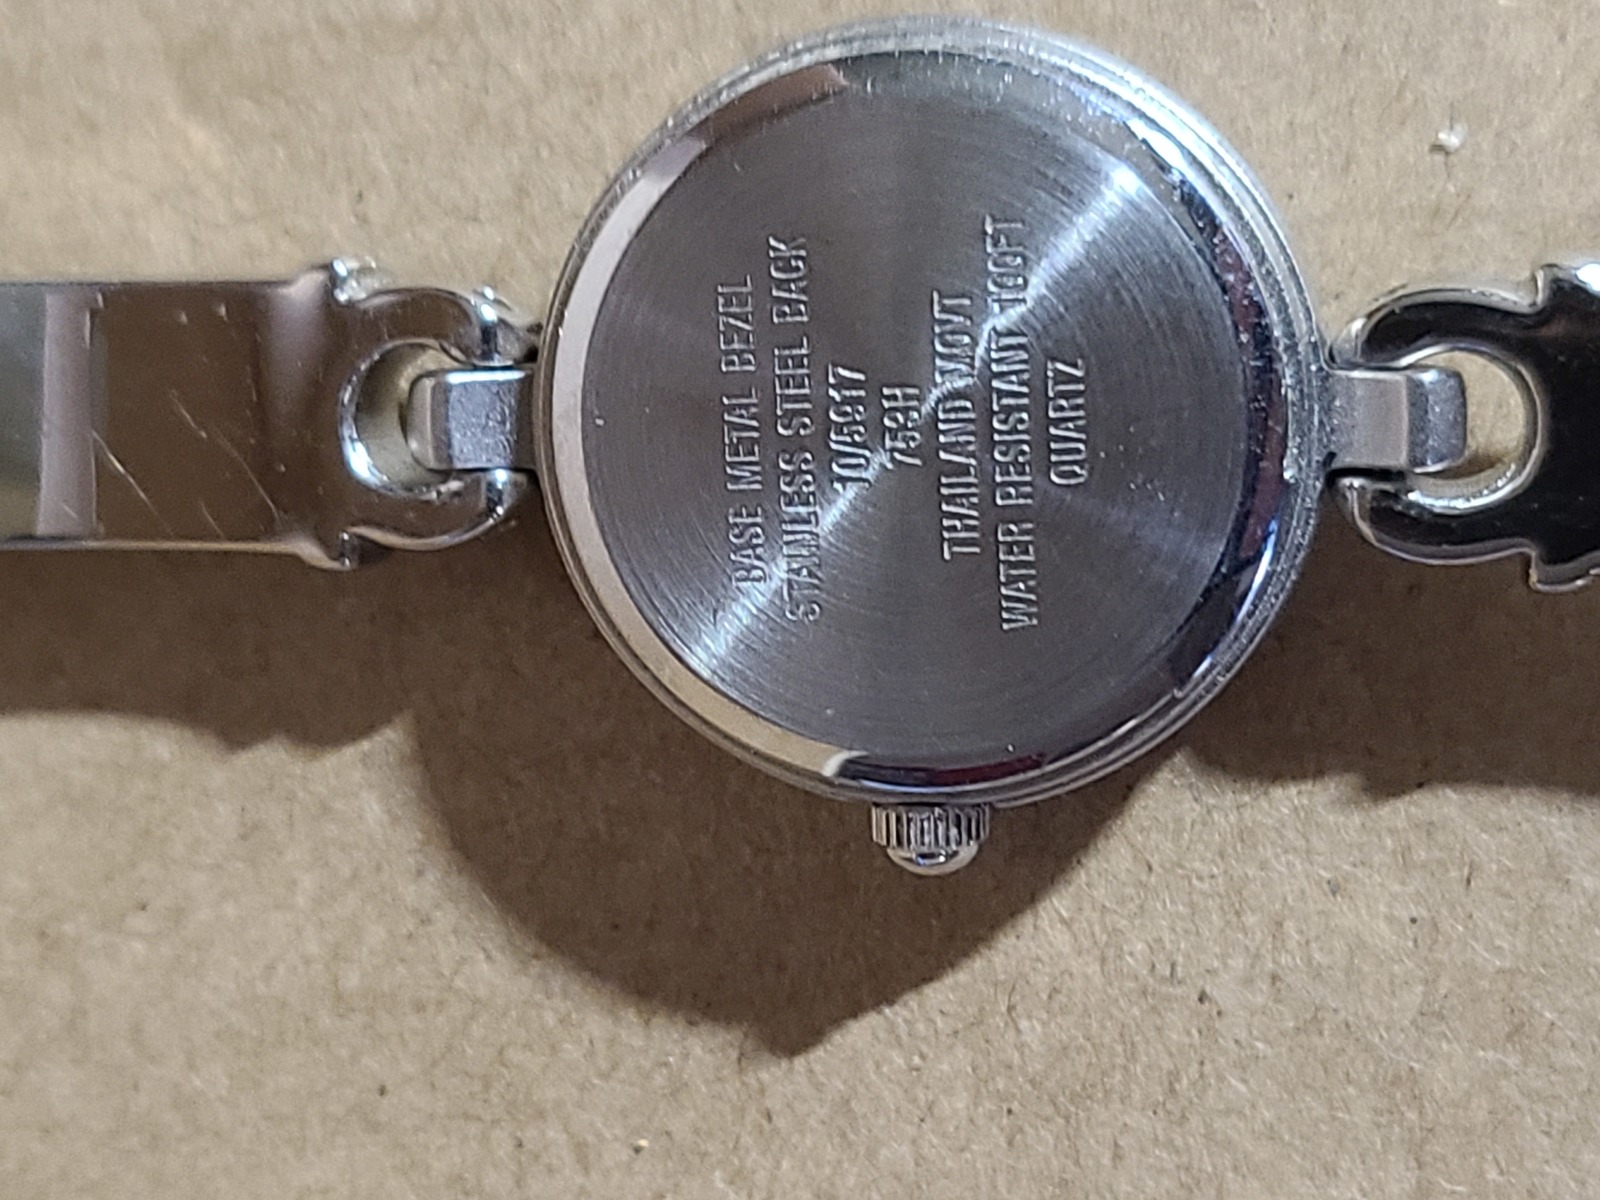 BASE METAL BEZEL
STAINLESS STEEL BACK
10/5917
753H
THAILAND MOVT
WATER RESISTANT 100FT
QUARTZ